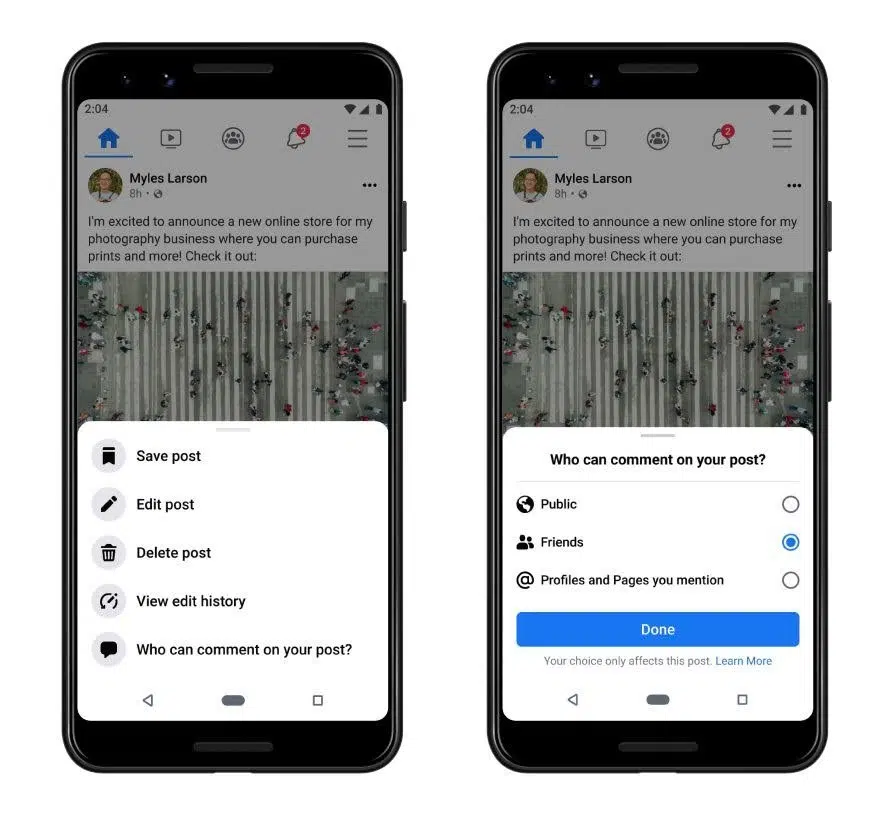 2:04
2
Myles Larson
8h ·
I'm excited to announce a new online store for my
photography business where you can purchase
prints and more! Check it out:
Save post
Edit post
Delete post
View edit history
Who can comment on your post?
2:04
2
Myles Larson
8h ·
I'm excited to announce a new online store for my
photography business where you can purchase
prints and more! Check it out:
Who can comment on your post?
Public
Friends
@ Profiles and Pages you mention
Done
Your choice only affects this post. Learn More